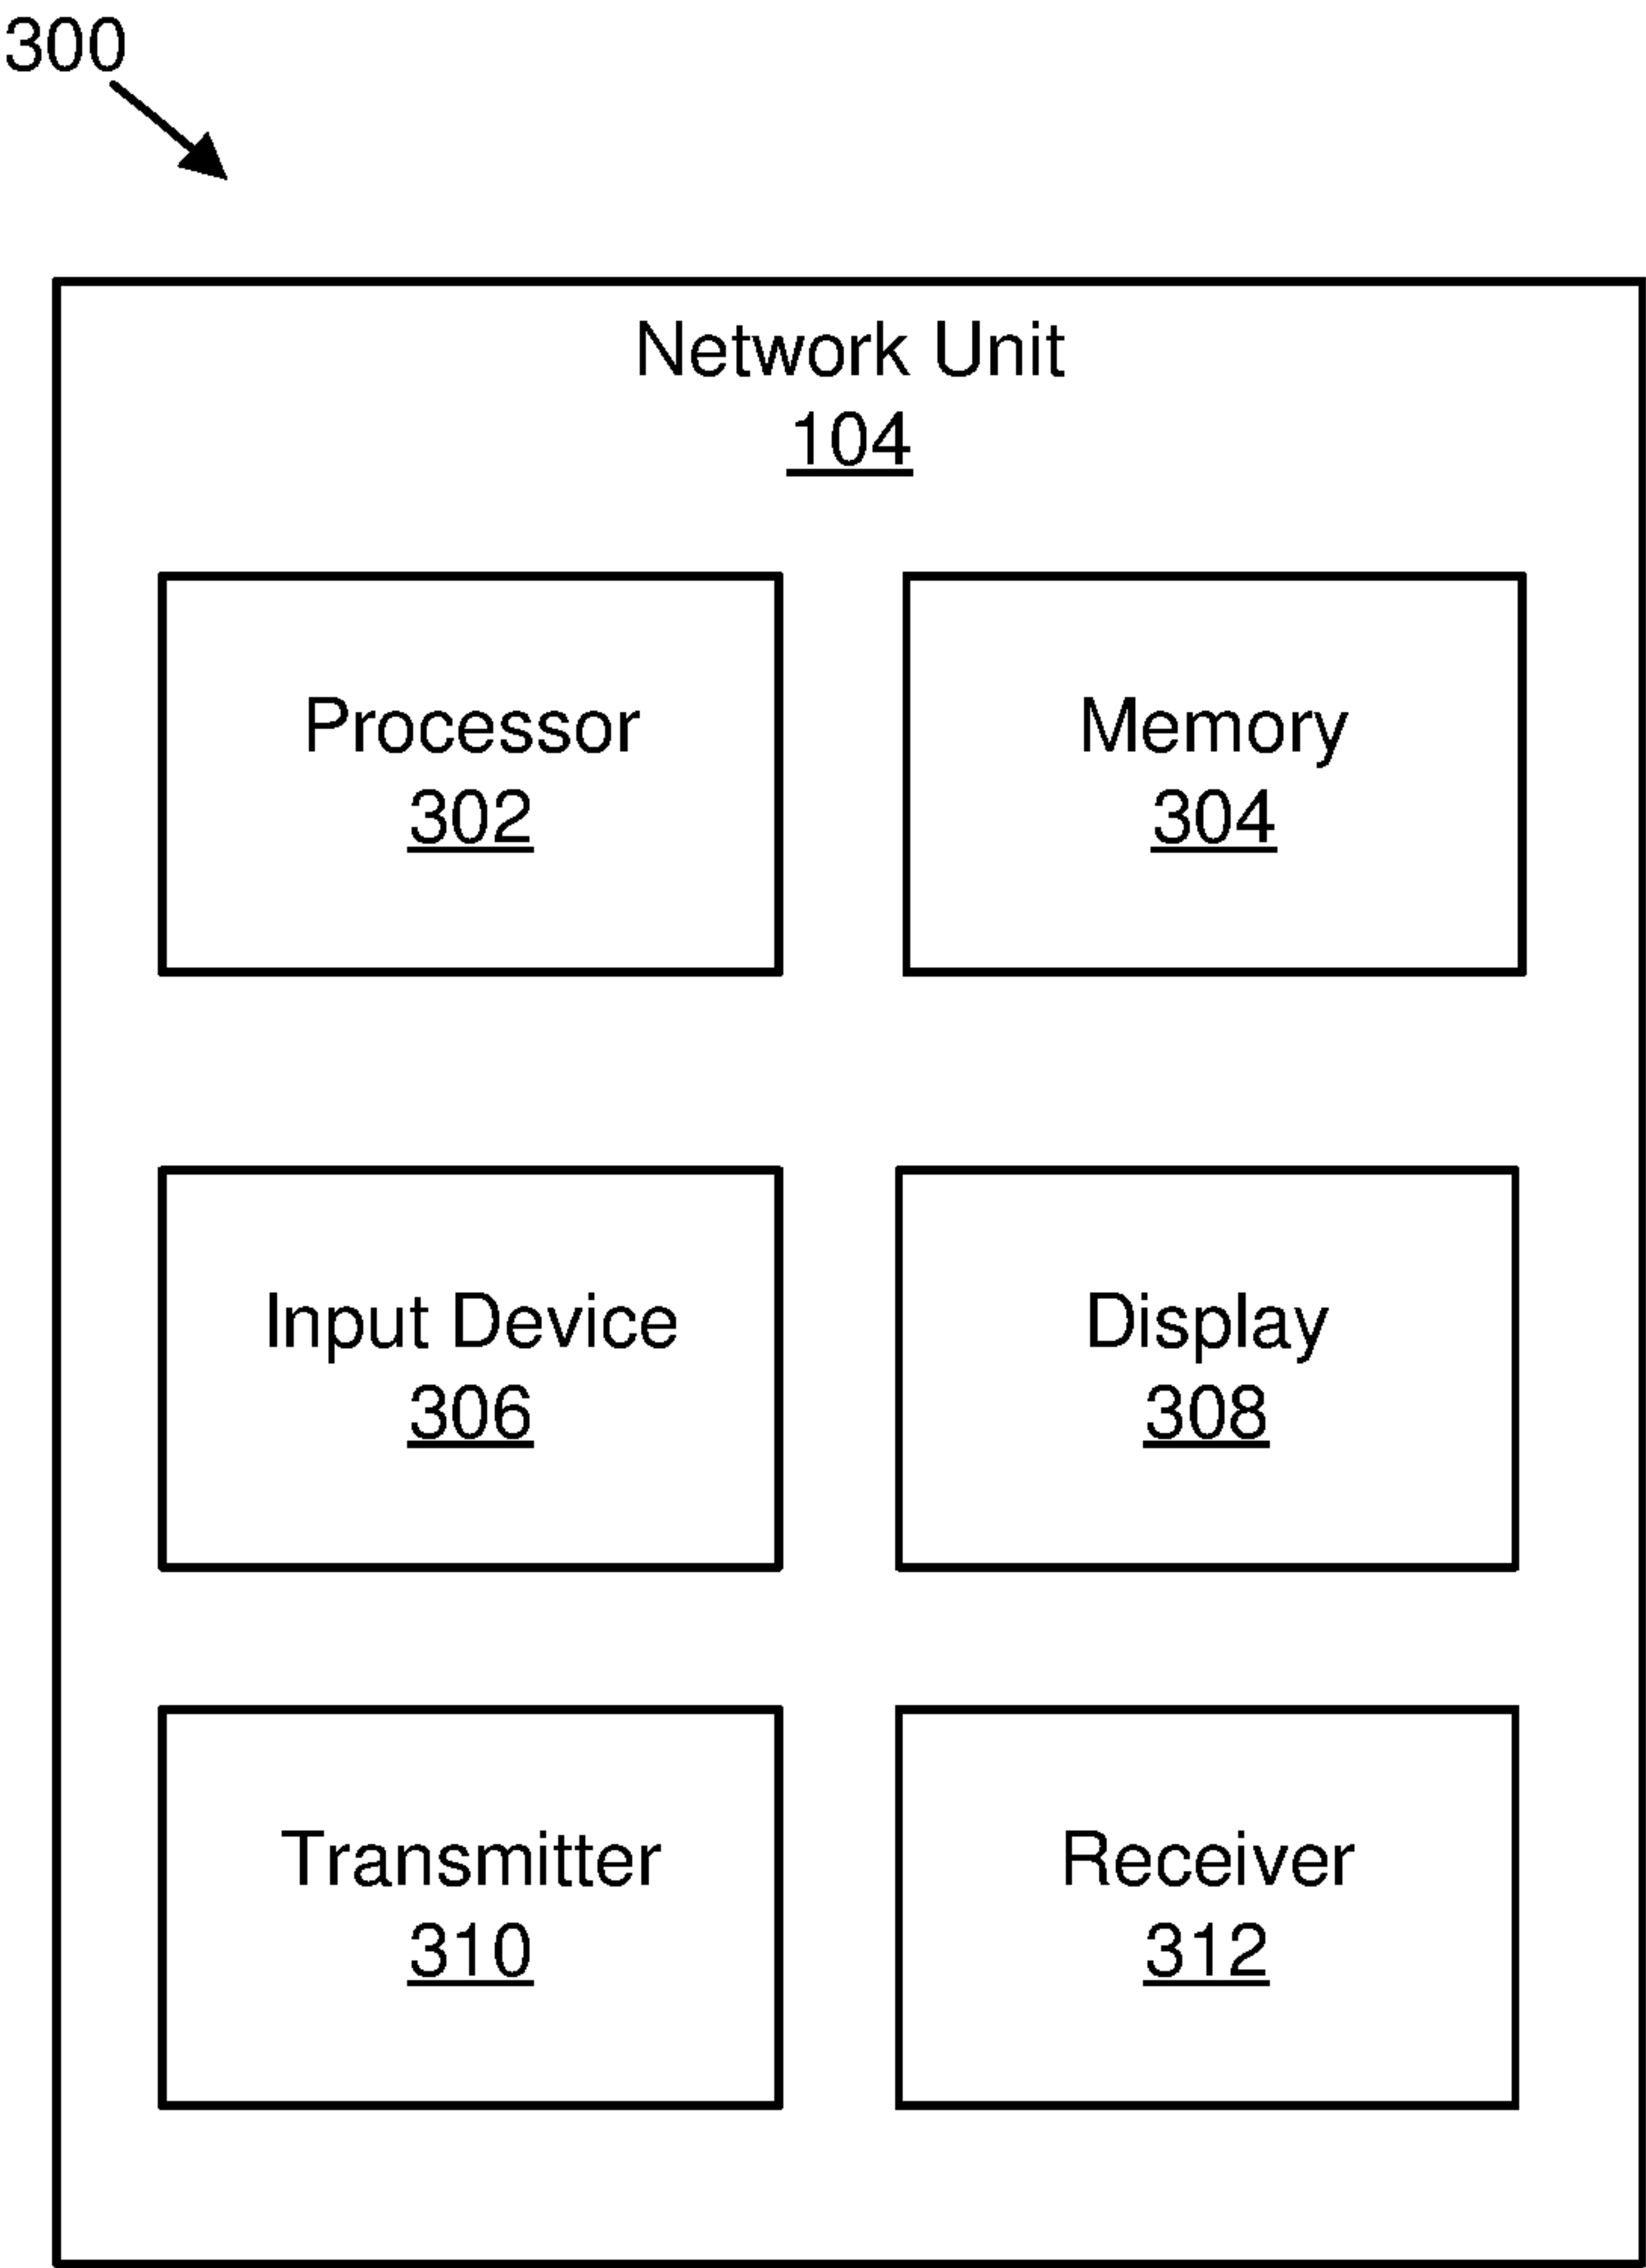 300
Network Unit
104
Processor
302
Memory
304
Input Device
306
Display
308
Transmitter
310
Receiver
312